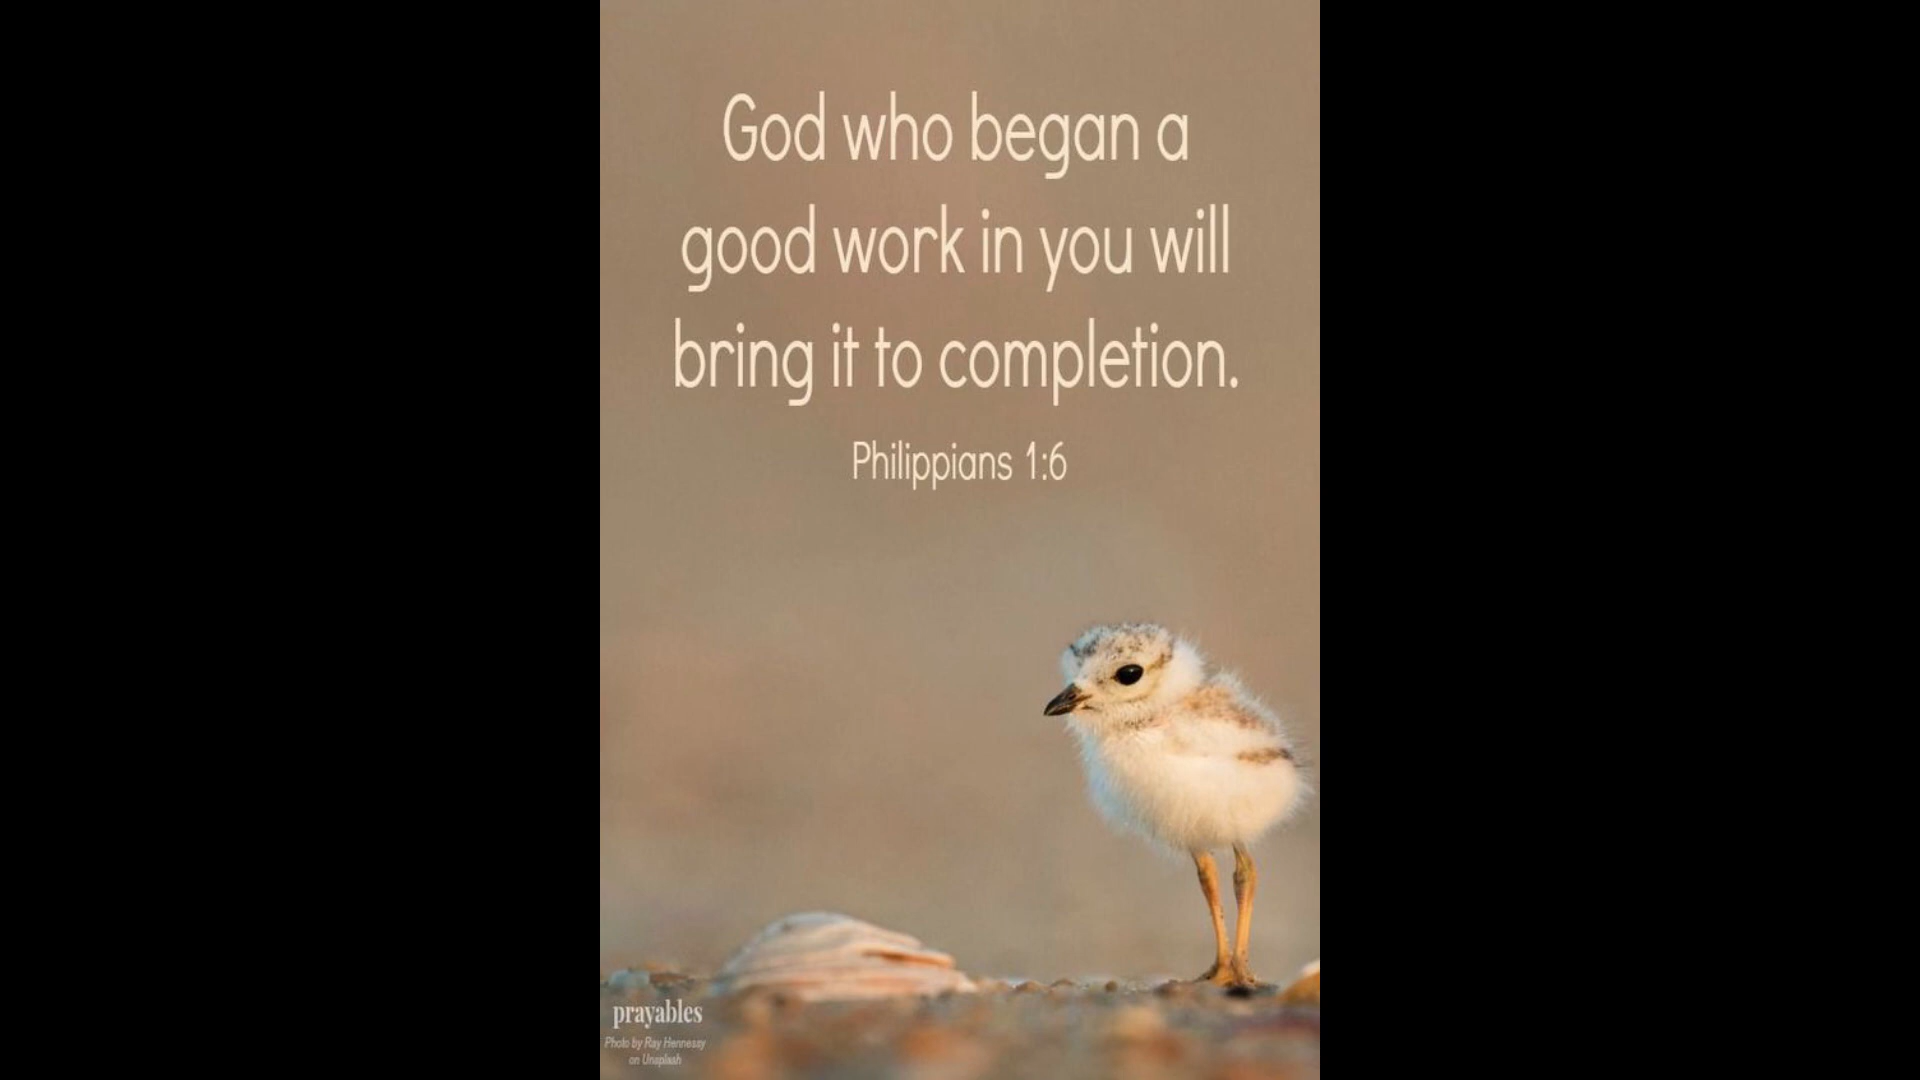 God who began a
good work in you will
bring it to completion.
Philippians 1:6
prayables
Photo by Ray Hennessy
on Unsplash